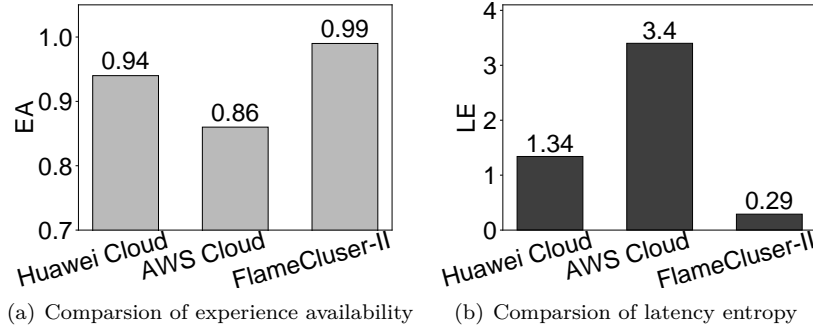 1.0
0.9
0.8
0.7
EA
0.94
0.86
0.99
Huawei Cloud
AWS Cloud
FlameCluser-II
(a) Comparsion of experience availability
4
3
2
1
0
LE
1.34
3.4
0.29
Huawei Cloud
AWS Cloud
FlameCluser-II
(b) Comparsion of latency entropy